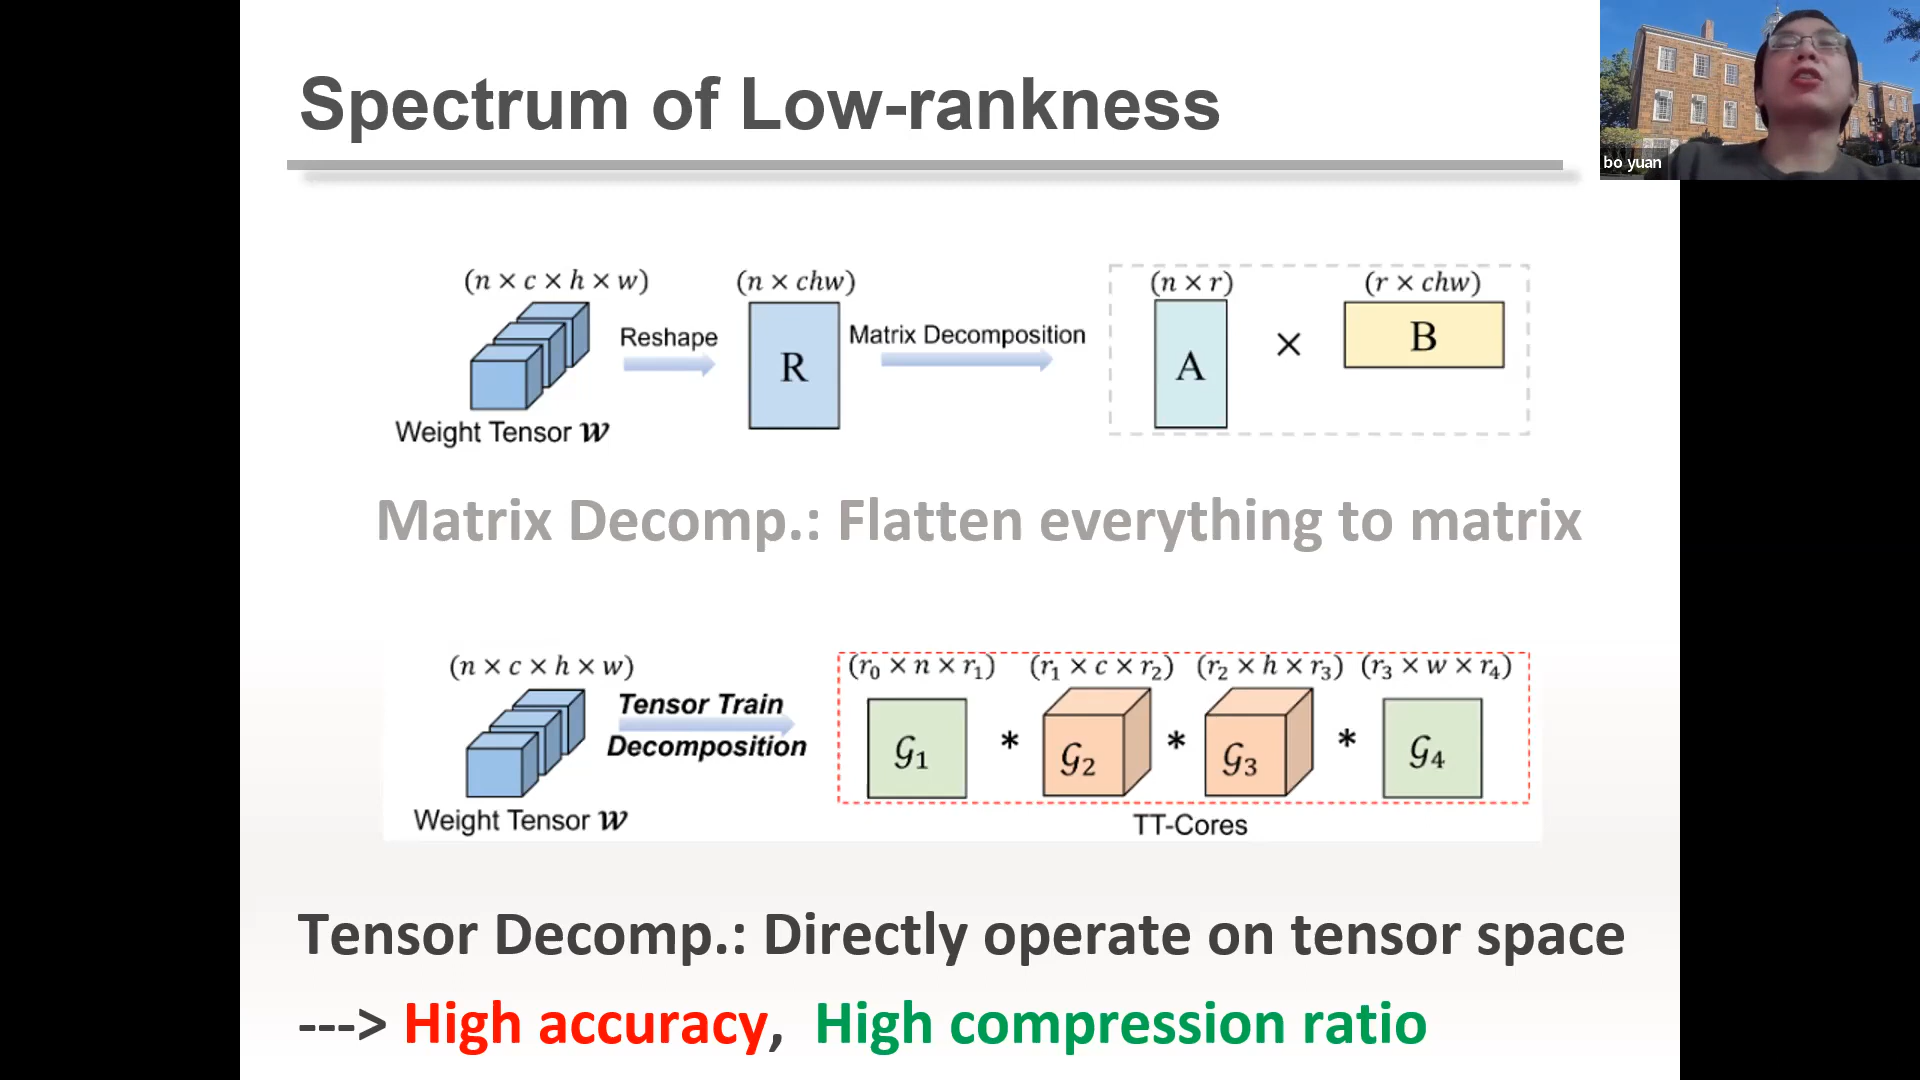 Spectrum of Low-rankness
bo yuan
(n × c × h × w)
(n × chw)
(n × r)
(r × chw)
Reshape
Matrix Decomposition
R
A
×
B
Weight Tensor 𝓦
Matrix Decomp.: Flatten everything to matrix
(n × c × h × w)
(r₀ × n × r₁)
(r₁ × c × r₂)
(r₂ × h × r₃)
(r₃ × w × r₄)
Tensor Train
Decomposition
𝒢₁ * 𝒢₂ * 𝒢₃ * 𝒢₄
Weight Tensor 𝓦
TT-Cores
Tensor Decomp.: Directly operate on tensor space
---> High accuracy, High compression ratio